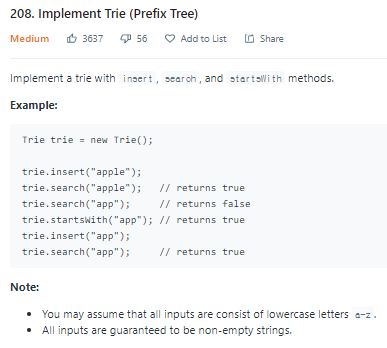 208. Implement Trie (Prefix Tree)
Medium 3637 56 Add to List Share
Implement a trie with insert, search, and startsWith methods.
Example:
Trie trie = new Trie();
trie.insert("apple");
trie.search("apple");   // returns true
trie.search("app");     // returns false
trie.startsWith("app"); // returns true
trie.insert("app");
trie.search("app");     // returns true
Note:
• You may assume that all inputs are consist of lowercase letters a-z.
• All inputs are guaranteed to be non-empty strings.